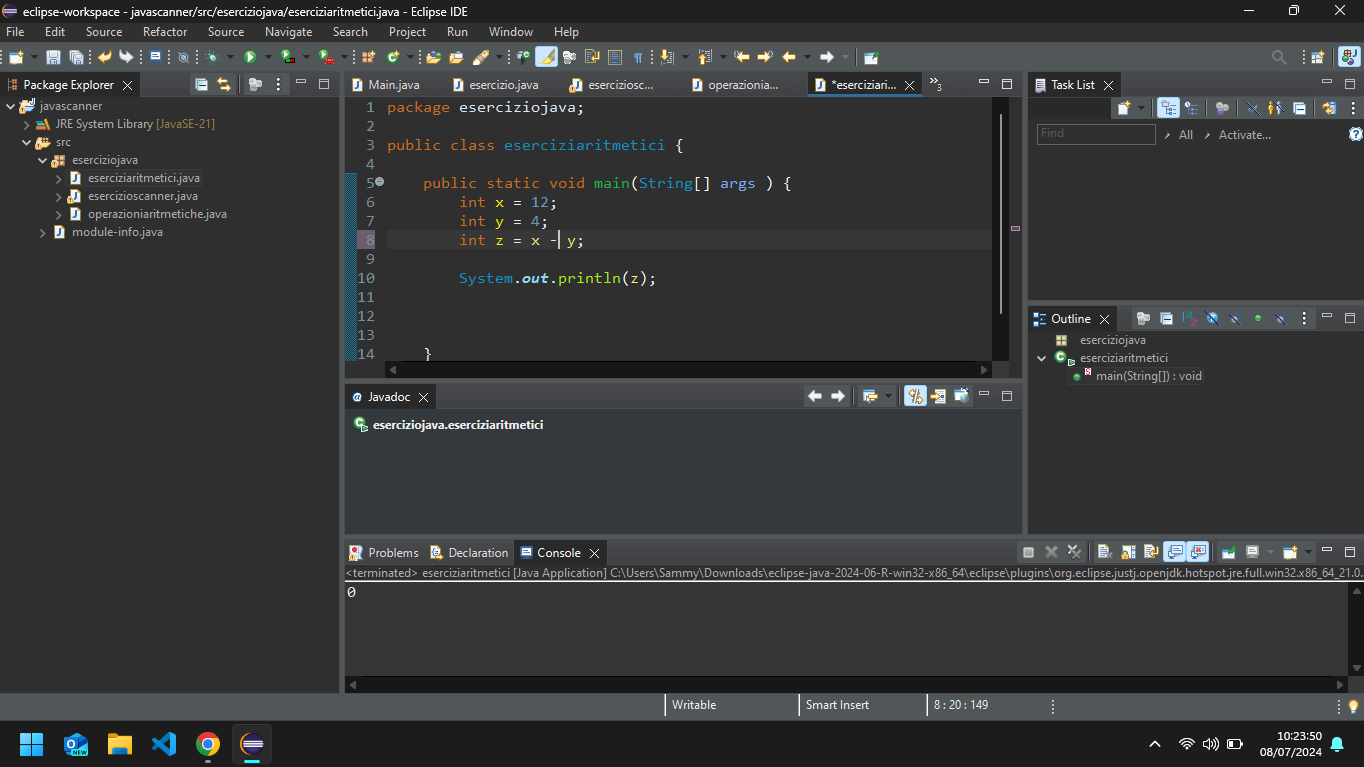 eclipse-workspace - javascanner/src/eserciziojava/eserciziaritmetici.java - Eclipse IDE
File Edit Source Refactor Source Navigate Search Project Run Window Help
Package Explorer
javascanner
JRE System Library [JavaSE-21]
src
eserciziojava
eserciziaritmetici.java
esercizioscanner.java
operazioniaritmetiche.java
module-info.java
Main.java esercizio.java eserciziosc... operazionia... *eserciziari... »3
1 package eserciziojava;
2
3 public class eserciziaritmetici {
4
5 public static void main(String[] args ) {
6 int x = 12;
7 int y = 4;
8 int z = x - y;
9
10 System.out.println(z);
11
12
13
14 }
Task List
Find All Activate...
Outline
eserciziojava
eserciziaritmetici
main(String[]) : void
Javadoc
eserciziojava.eserciziaritmetici
Problems Declaration Console
<terminated> eserciziaritmetici [Java Application] C:\Users\Sammy\Downloads\eclipse-java-2024-06-R-win32-x86_64\eclipse\plugins\org.eclipse.justj.openjdk.hotspot.jre.full.win32.x86_64_21.0.
0
Writable Smart Insert 8 : 20 : 149
NEW
10:23:50
08/07/2024